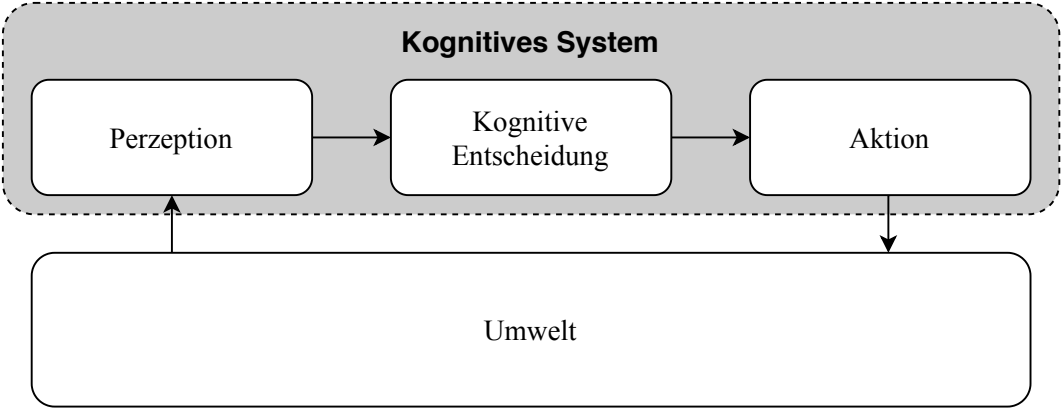 Kognitives System
Perzeption
Kognitive
Entscheidung
Aktion
Umwelt